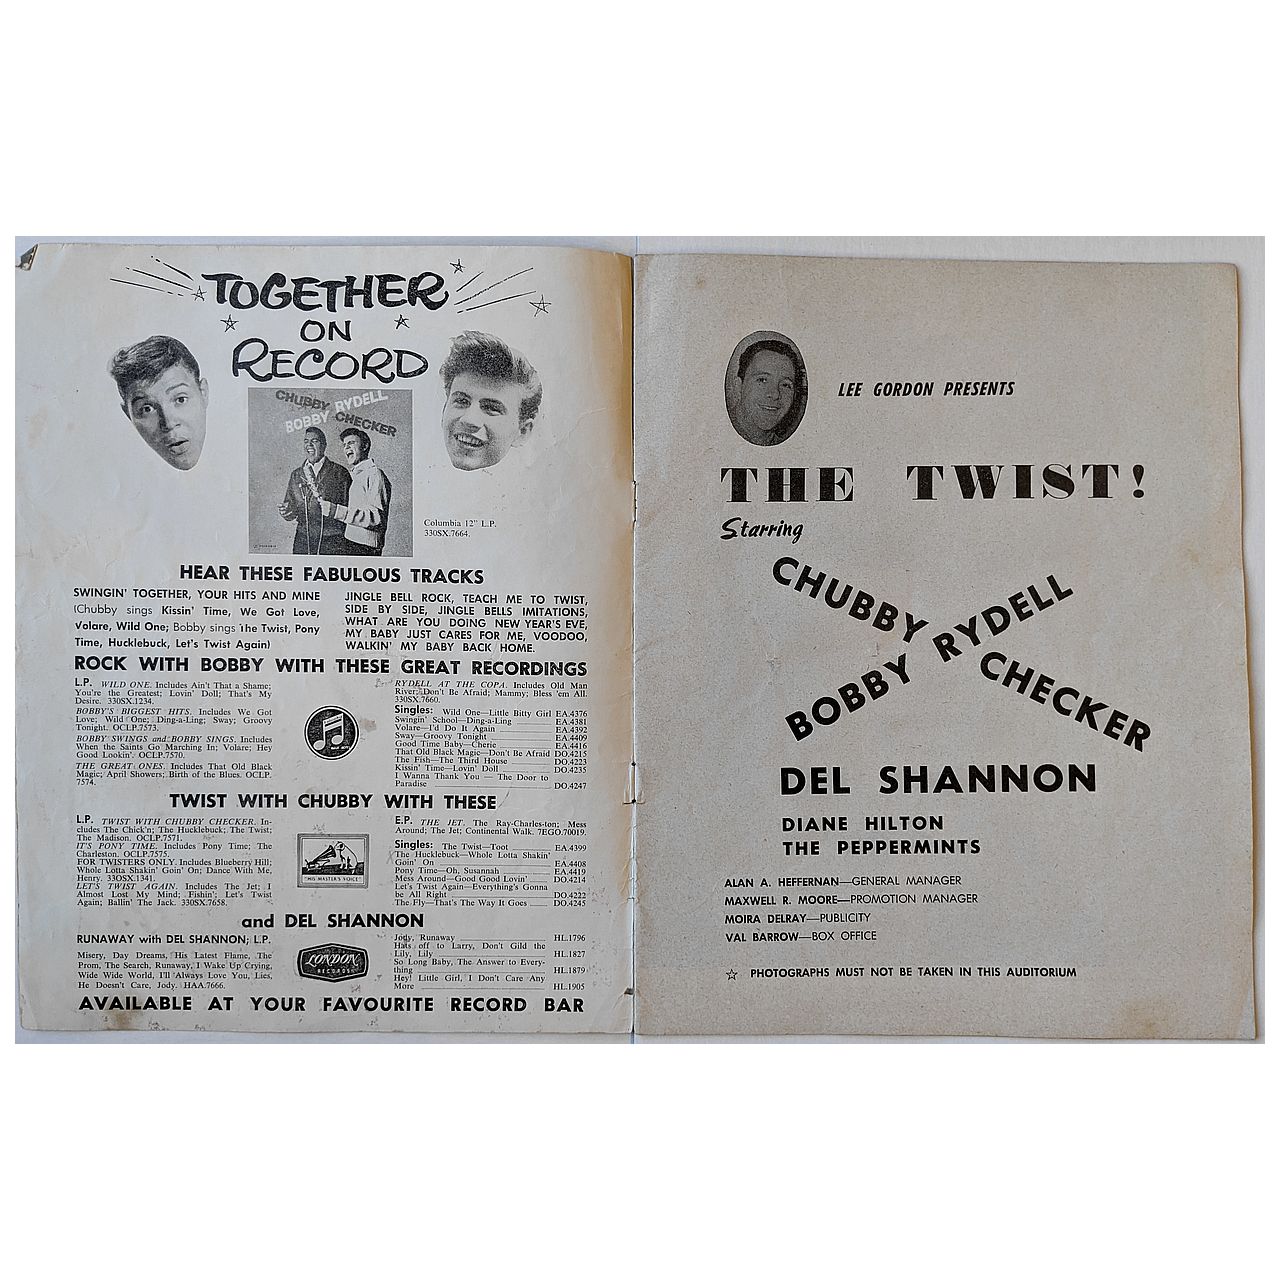 TOGETHER
ON
RECORD
CHUBBY RYDELL
BOBBY CHECKER
Columbia 12" L.P.
330SX.7664.
HEAR THESE FABULOUS TRACKS
SWINGIN' TOGETHER, YOUR HITS AND MINE
(Chubby sings Kissin' Time, We Got Love,
Volare, Wild One; Bobby sings The Twist, Pony
Time, Hucklebuck, Let's Twist Again)
JINGLE BELL ROCK, TEACH ME TO TWIST,
SIDE BY SIDE, JINGLE BELLS IMITATIONS,
WHAT ARE YOU DOING NEW YEAR'S EVE,
MY BABY JUST CARES FOR ME, VOODOO,
WALKIN' MY BABY BACK HOME.
ROCK WITH BOBBY WITH THESE GREAT RECORDINGS
L.P. WILD ONE. Includes Ain't That a Shame;
You're the Greatest; Lovin' Doll; That's My
Desire. 330SX.1234.
BOBBY'S BIGGEST HITS. Includes We Got
Love; Wild One; Ding-a-Ling; Sway; Groovy
Tonight. OCLP.7573.
BOBBY SWINGS and BOBBY SINGS. Includes
When the Saints Go Marching In; Volare; Hey
Good Lookin'. OCLP.7570.
THE GREAT ONES. Includes That Old Black
Magic; April Showers; Birth of the Blues. OCLP.
7574.
RYDELL AT THE COPA. Includes Old Man
River; Don't Be Afraid; Mammy; Bless 'em All.
330SX.7660.
Singles: Wild One—Little Bitty Girl EA.4376
Swingin' School—Ding-a-Ling EA.4381
Volare—I'd Do It Again EA.4392
Sway—Groovy Tonight EA.4409
Good Time Baby—Cherie EA.4416
That Old Black Magic—Don't Be Afraid DO.4215
The Fish—The Third House DO.4223
Kissin' Time—Lovin' Doll DO.4235
I Wanna Thank You — The Door to
Paradise DO.4247
TWIST WITH CHUBBY WITH THESE
L.P. TWIST WITH CHUBBY CHECKER. In-
cludes The Chick'n; The Hucklebuck; The Twist;
The Madison. OCLP.7571.
IT'S PONY TIME. Includes Pony Time; The
Charleston. OCLP.7575.
FOR TWISTERS ONLY. Includes Blueberry Hill;
Whole Lotta Shakin' Goin' On; Dance With Me,
Henry. 33OSX.1341.
LET'S TWIST AGAIN. Includes The Jet; I
Almost Lost My Mind; Fishin'; Let's Twist
Again; Ballin' The Jack. 330SX.7658.
"HIS MASTER'S VOICE"
E.P. THE JET. The Ray-Charles-ton; Mess
Around; The Jet; Continental Walk. 7EGO.70019.
Singles: The Twist—Toot EA.4399
The Hucklebuck—Whole Lotta Shakin'
Goin' On EA.4408
Pony Time—Oh, Susannah EA.4419
Mess Around—Good Good Lovin' DO.4214
Let's Twist Again—Everything's Gonna
be All Right DO.4222
The Fly—That's The Way It Goes DO.4245
and DEL SHANNON
RUNAWAY with DEL SHANNON; L.P.
Misery, Day Dreams, His Latest Flame, The
Prom, The Search, Runaway, I Wake Up Crying,
Wide Wide World, I'll Always Love You, Lies,
He Doesn't Care, Jody. HAA.7666.
LONDON
RECORDS
Jody, Runaway HL.1796
Hats off to Larry, Don't Gild the
Lily, Lily HL.1827
So Long Baby, The Answer to Every-
thing HL.1879
Hey! Little Girl, I Don't Care Any
More HL.1905
AVAILABLE AT YOUR FAVOURITE RECORD BAR
LEE GORDON PRESENTS
THE TWIST!
Starring
CHUBBY CHECKER
BOBBY RYDELL
DEL SHANNON
DIANE HILTON
THE PEPPERMINTS
ALAN A. HEFFERNAN—GENERAL MANAGER
MAXWELL R. MOORE—PROMOTION MANAGER
MOIRA DELRAY—PUBLICITY
VAL BARROW—BOX OFFICE
☆ PHOTOGRAPHS MUST NOT BE TAKEN IN THIS AUDITORIUM